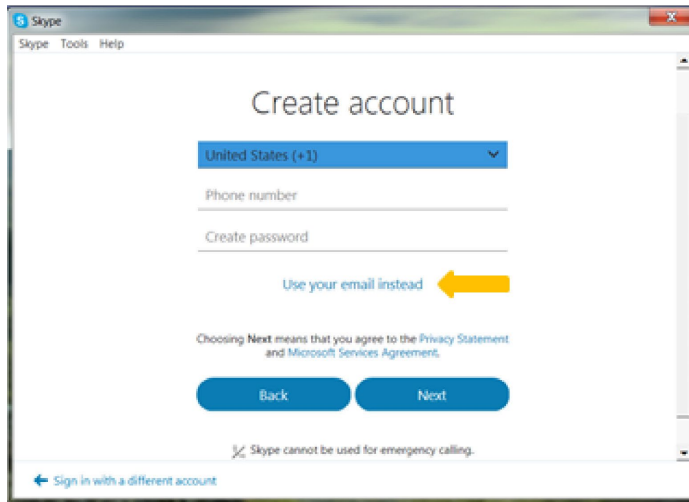 Skype
Skype Tools Help
Create account
United States (+1)
Phone number
Create password
Use your email instead
Choosing Next means that you agree to the Privacy Statement
and Microsoft Services Agreement.
Back Next
Skype cannot be used for emergency calling.
Sign in with a different account